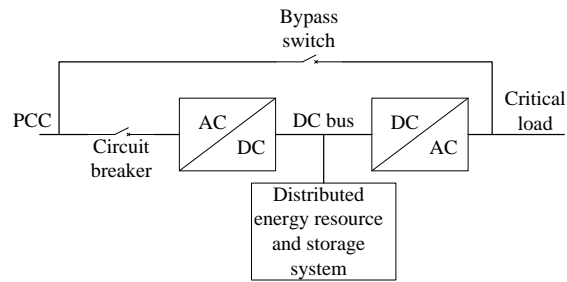 Bypass
switch
PCC
Circuit
breaker
AC
DC
DC bus
DC
AC
Critical
load
Distributed
energy resource
and storage
system